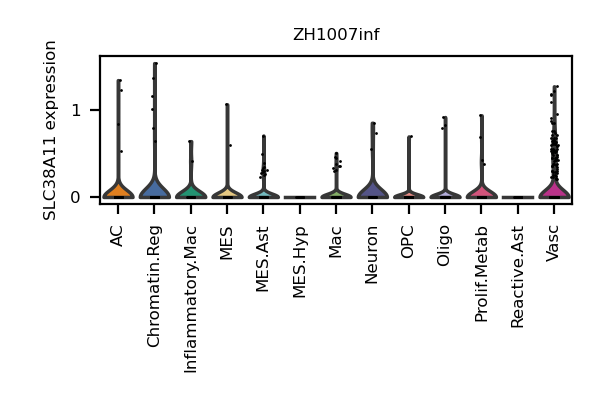 ZH1007inf
SLC38A11 expression
1
0
AC
Chromatin.Reg
Inflammatory.Mac
MES
MES.Ast
MES.Hyp
Mac
Neuron
OPC
Oligo
Prolif.Metab
Reactive.Ast
Vasc